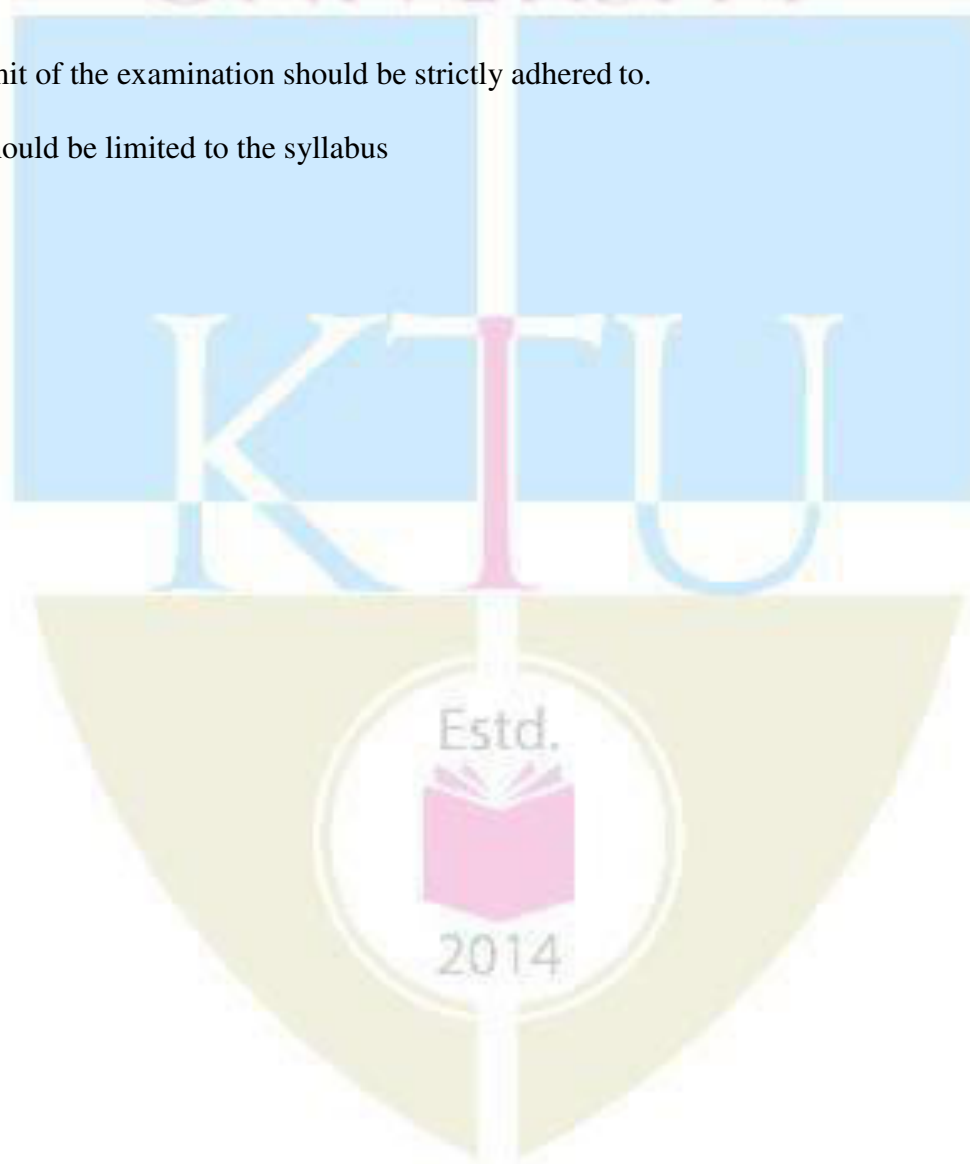 nit of the examination should be strictly adhered to.
ould be limited to the syllabus
KTU
Estd.
2014